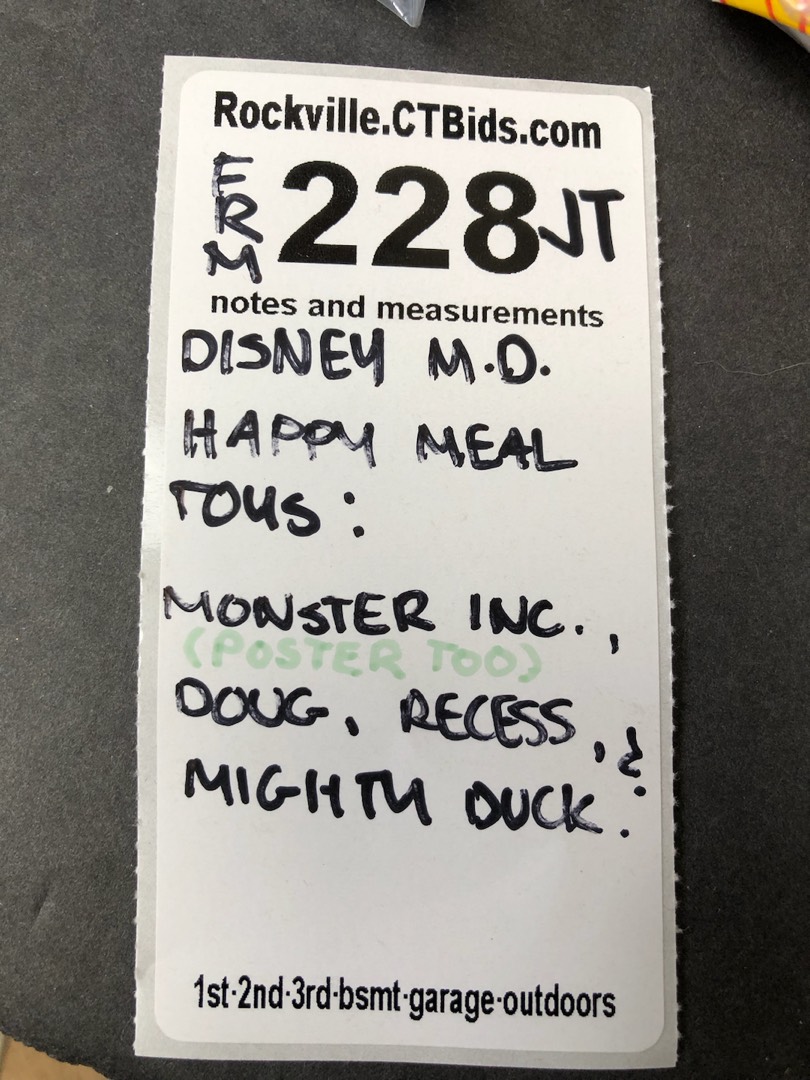 Rockville.CTBids.com
FRM 228 JT
notes and measurements
DISNEY M.D.
HAPPY MEAL
TOYS:
MONSTER INC.,
(POSTER TOO)
DOUG, RECESS, &
MIGHTY DUCK.
1st·2nd·3rd·bsmt·garage·outdoors